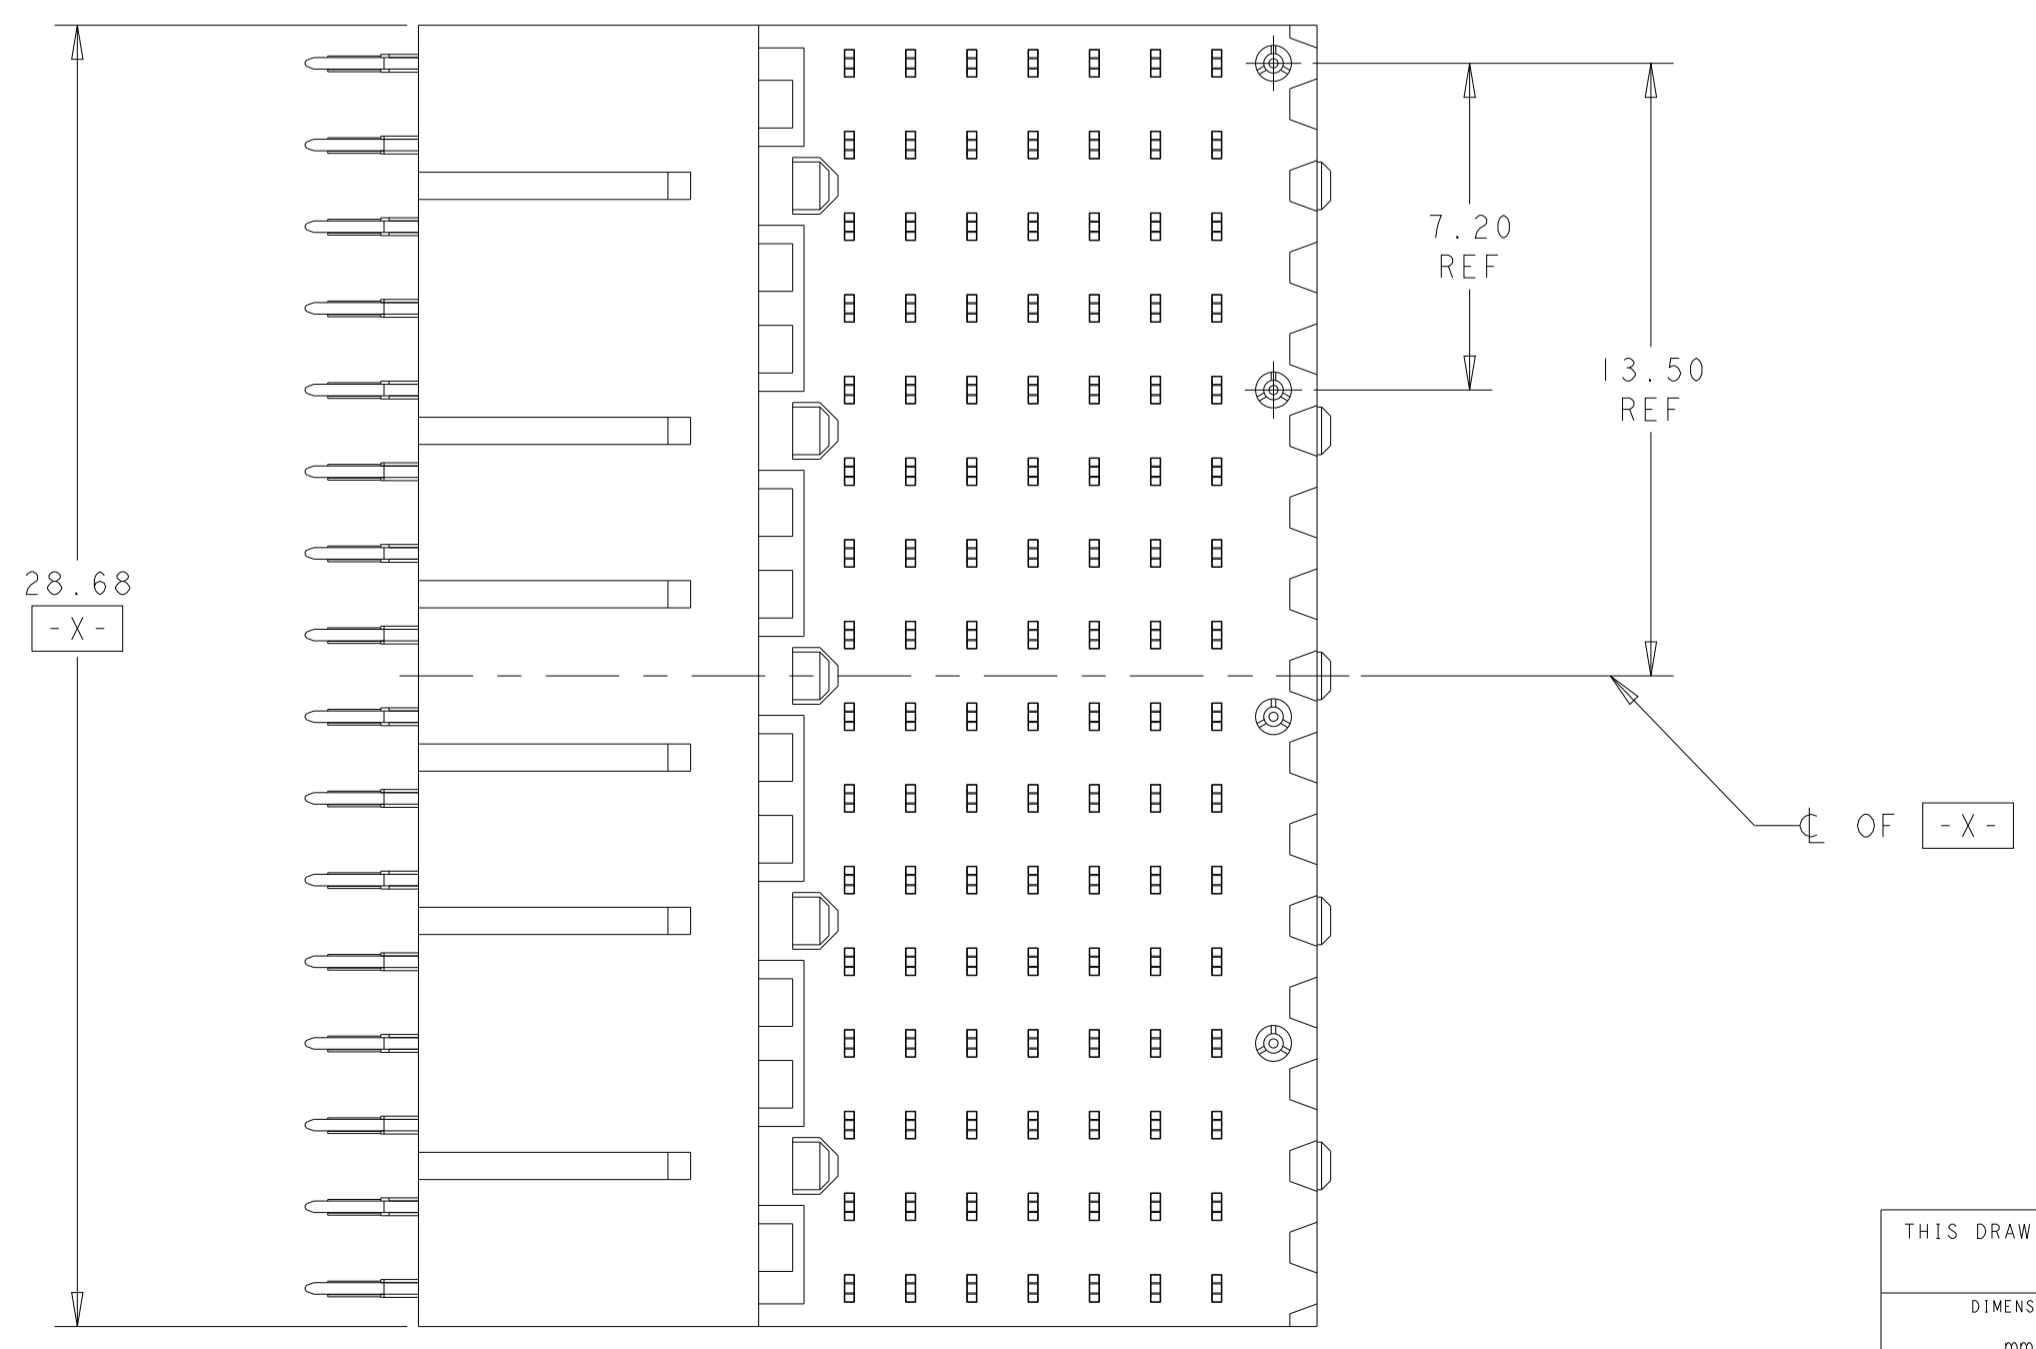 7.20
REF
13.50
REF
28.68
-X-
℄ OF -X-
THIS DRAW
DIMENS
mm